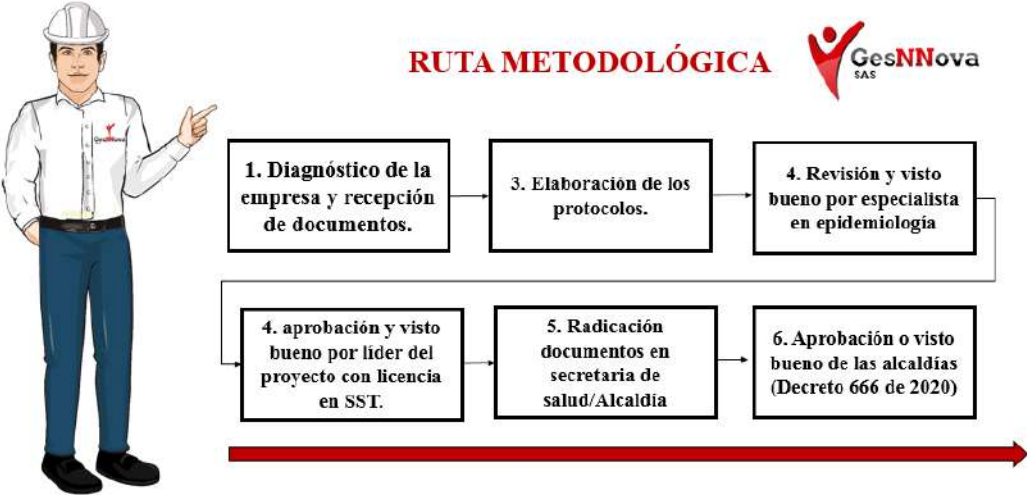 RUTA METODOLÓGICA
GesNNova
SAS
GesNNova
1. Diagnóstico de la
empresa y recepción
de documentos.
3. Elaboración de los
protocolos.
4. Revisión y visto
bueno por especialista
en epidemiología
4. aprobación y visto
bueno por líder del
proyecto con licencia
en SST.
5. Radicación
documentos en
secretaria de
salud/Alcaldía
6. Aprobación o visto
bueno de las alcaldías
(Decreto 666 de 2020)